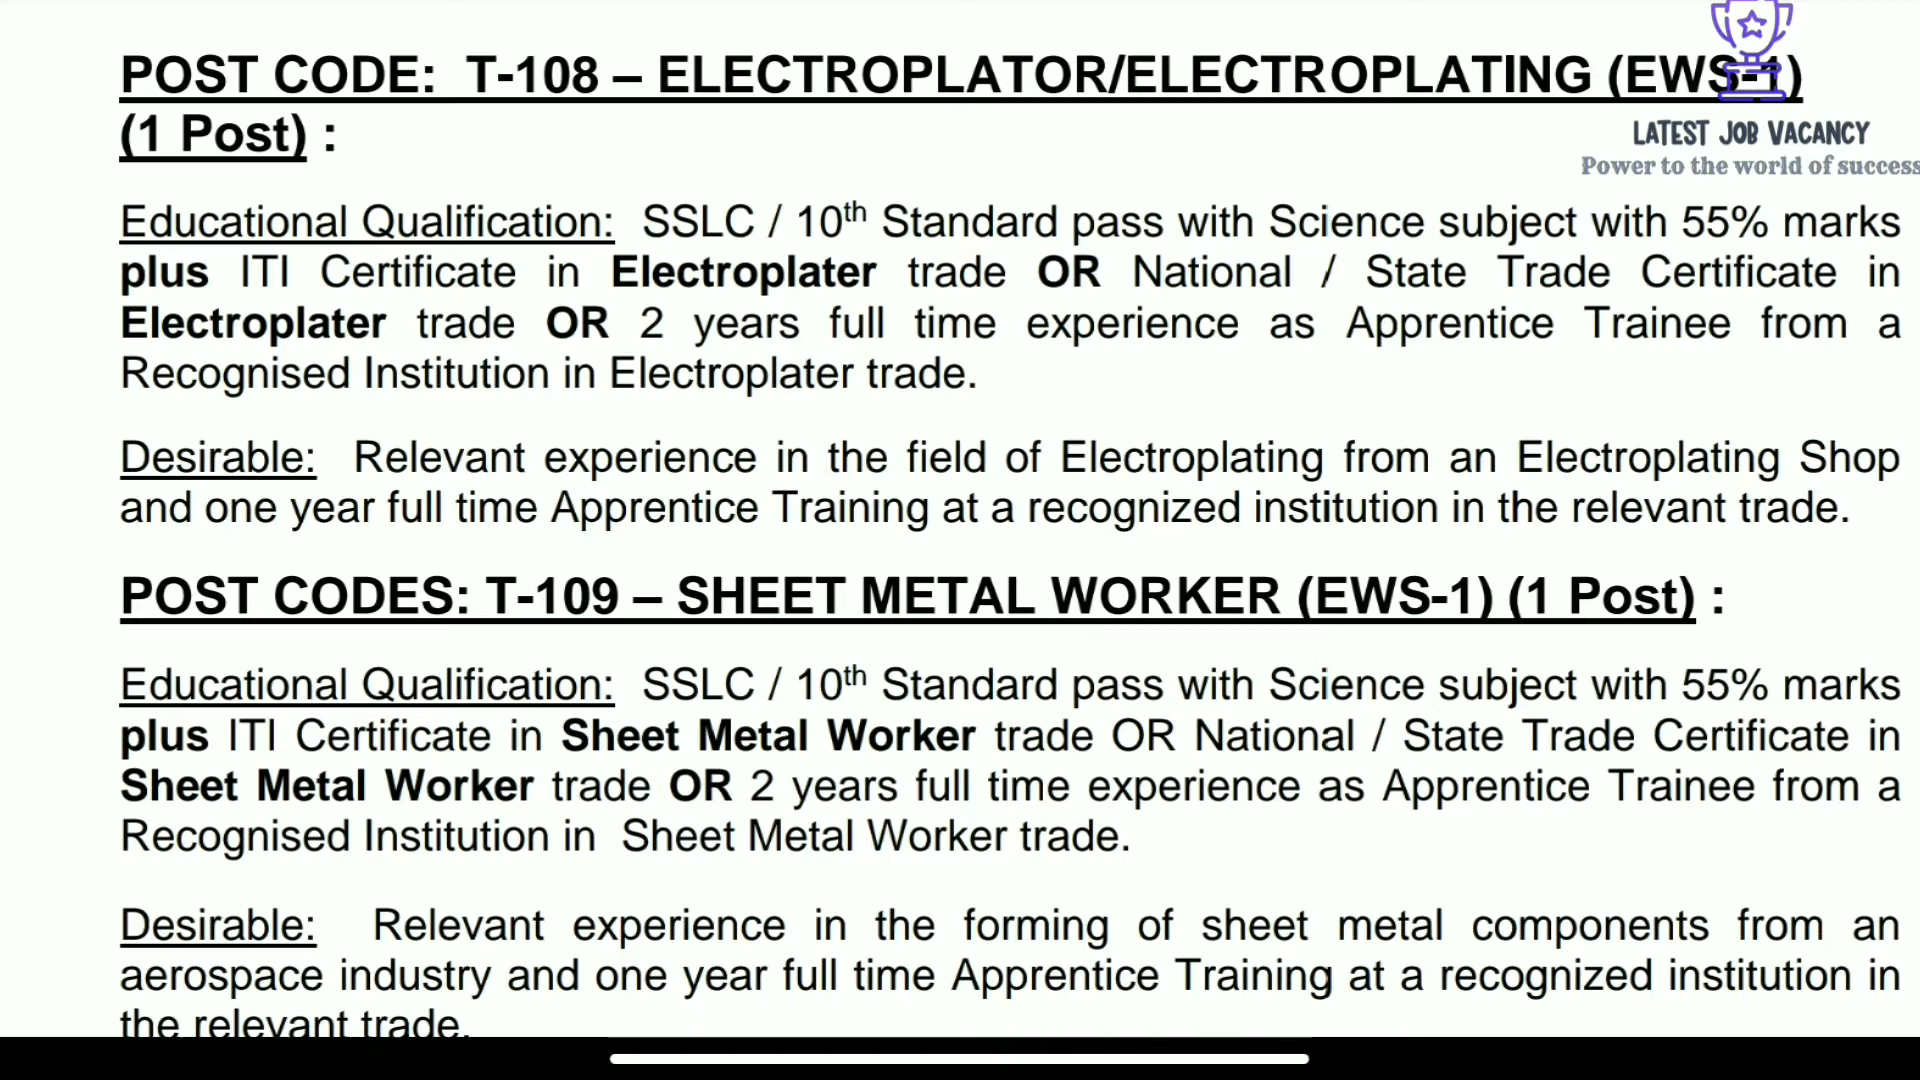 POST CODE: T-108 – ELECTROPLATOR/ELECTROPLATING (EWS-1)
(1 Post) :
LATEST JOB VACANCY
Power to the world of success
Educational Qualification: SSLC / 10th Standard pass with Science subject with 55% marks
plus ITI Certificate in Electroplater trade OR National / State Trade Certificate in
Electroplater trade OR 2 years full time experience as Apprentice Trainee from a
Recognised Institution in Electroplater trade.
Desirable: Relevant experience in the field of Electroplating from an Electroplating Shop
and one year full time Apprentice Training at a recognized institution in the relevant trade.
POST CODES: T-109 – SHEET METAL WORKER (EWS-1) (1 Post) :
Educational Qualification: SSLC / 10th Standard pass with Science subject with 55% marks
plus ITI Certificate in Sheet Metal Worker trade OR National / State Trade Certificate in
Sheet Metal Worker trade OR 2 years full time experience as Apprentice Trainee from a
Recognised Institution in Sheet Metal Worker trade.
Desirable: Relevant experience in the forming of sheet metal components from an
aerospace industry and one year full time Apprentice Training at a recognized institution in
the relevant trade.